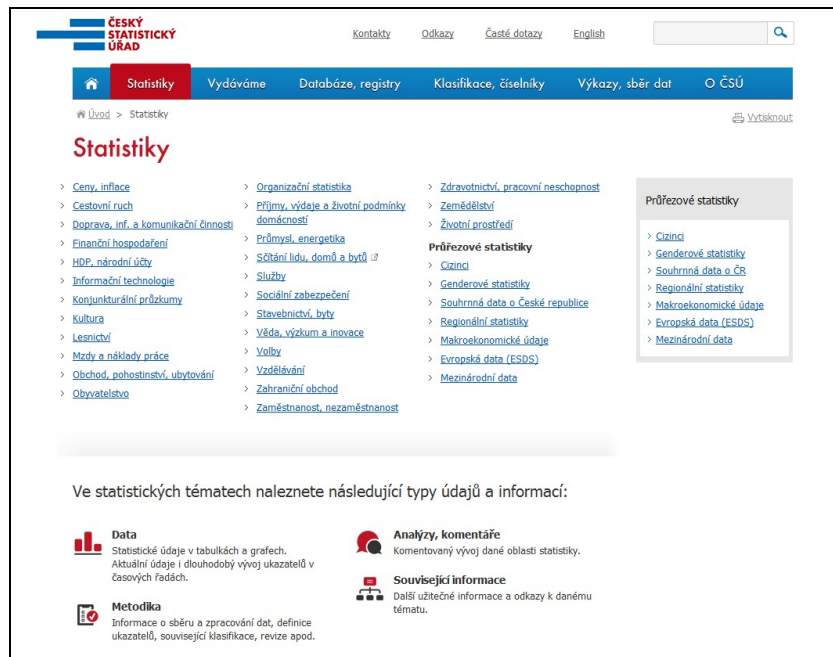 ČESKÝ
STATISTICKÝ
ÚŘAD
Kontakty Odkazy Časté dotazy English
Statistiky Vydáváme Databáze, registry Klasifikace, číselníky Výkazy, sběr dat O ČSÚ
Úvod > Statistiky
Vytisknout
Statistiky
> Ceny, inflace
> Cestovní ruch
> Doprava, inf. a komunikační činnosti
> Finanční hospodaření
> HDP, národní účty
> Informační technologie
> Konjunkturální průzkumy
> Kultura
> Lesnictví
> Mzdy a náklady práce
> Obchod, pohostinství, ubytování
> Obyvatelstvo
> Organizační statistika
> Příjmy, výdaje a životní podmínky
domácností
> Průmysl, energetika
> Sčítání lidu, domů a bytů
> Služby
> Sociální zabezpečení
> Stavebnictví, byty
> Věda, výzkum a inovace
> Volby
> Vzdělávání
> Zahraniční obchod
> Zaměstnanost, nezaměstnanost
> Zdravotnictví, pracovní neschopnost
> Zemědělství
> Životní prostředí
Průřezové statistiky
> Cizinci
> Genderové statistiky
> Souhrnná data o České republice
> Regionální statistiky
> Makroekonomické údaje
> Evropská data (ESDS)
> Mezinárodní data
Průřezové statistiky
> Cizinci
> Genderové statistiky
> Souhrnná data o ČR
> Regionální statistiky
> Makroekonomické údaje
> Evropská data (ESDS)
> Mezinárodní data
Ve statistických tématech naleznete následující typy údajů a informací:
Data
Statistické údaje v tabulkách a grafech.
Aktuální údaje i dlouhodobý vývoj ukazatelů v
časových řadách.
Metodika
Informace o sběru a zpracování dat, definice
ukazatelů, související klasifikace, revize apod.
Analýzy, komentáře
Komentovaný vývoj dané oblasti statistiky.
Související informace
Další užitečné informace a odkazy k danému
tématu.